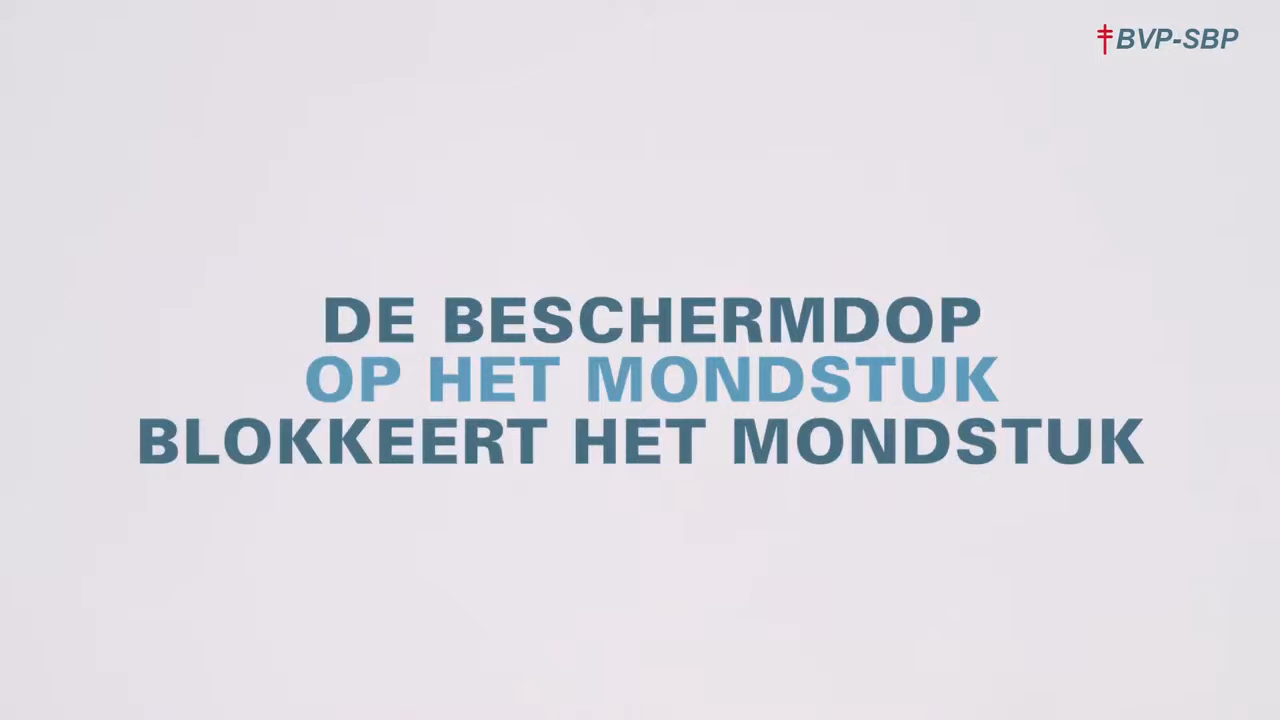 BVP-SBP
DE BESCHERMDOP
OP HET MONDSTUK
BLOKKEERT HET MONDSTUK